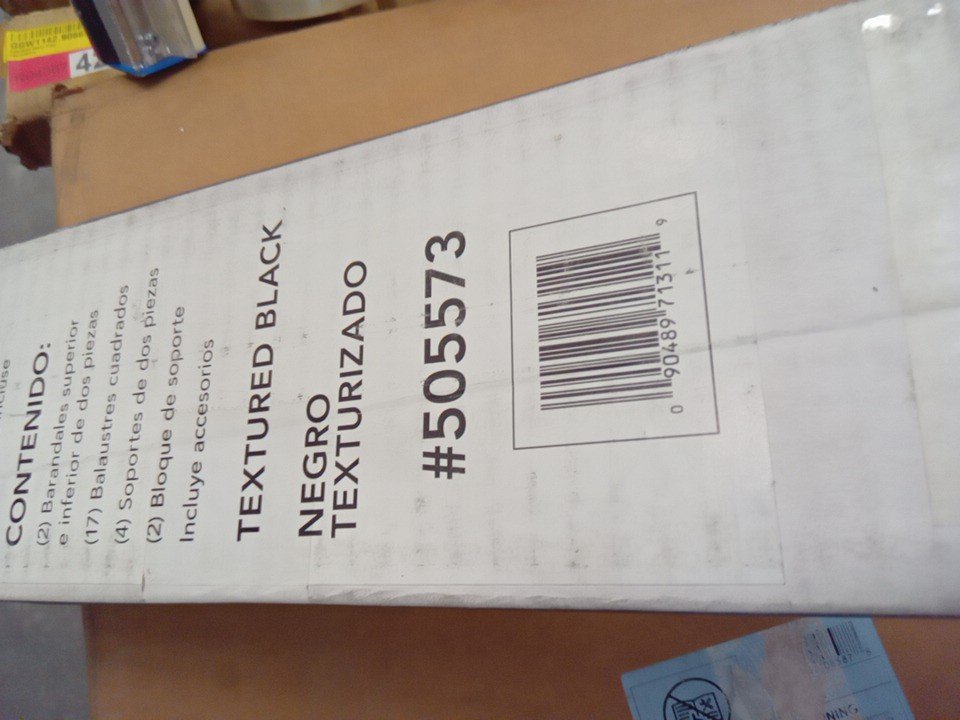 CONTENIDO:
(2) Barandales superior
e inferior de dos piezas
(17) Balaustres cuadrados
(4) Soportes de dos piezas
(2) Bloque de soporte
Incluye accesorios
TEXTURED BLACK
NEGRO
TEXTURIZADO
#505573
0 90489 71311 9